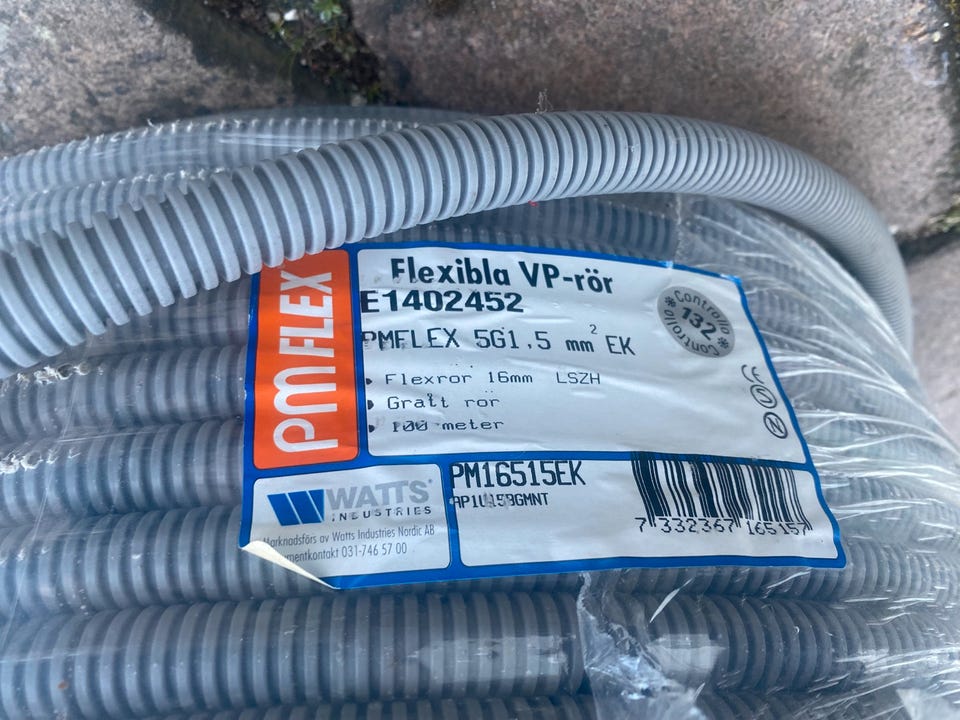 PMFLEX
Flexibla VP-rör
E1402452
PMFLEX 5G1,5 mm² EK
Flexror 16mm LSZH
Grått rör
100 meter
Controllo
132
Controllo
WATTS®
INDUSTRIES
Marknadsförs av Watts Industries Nordic AB
031-746 57 00
PM16515EK
7 332367 165157